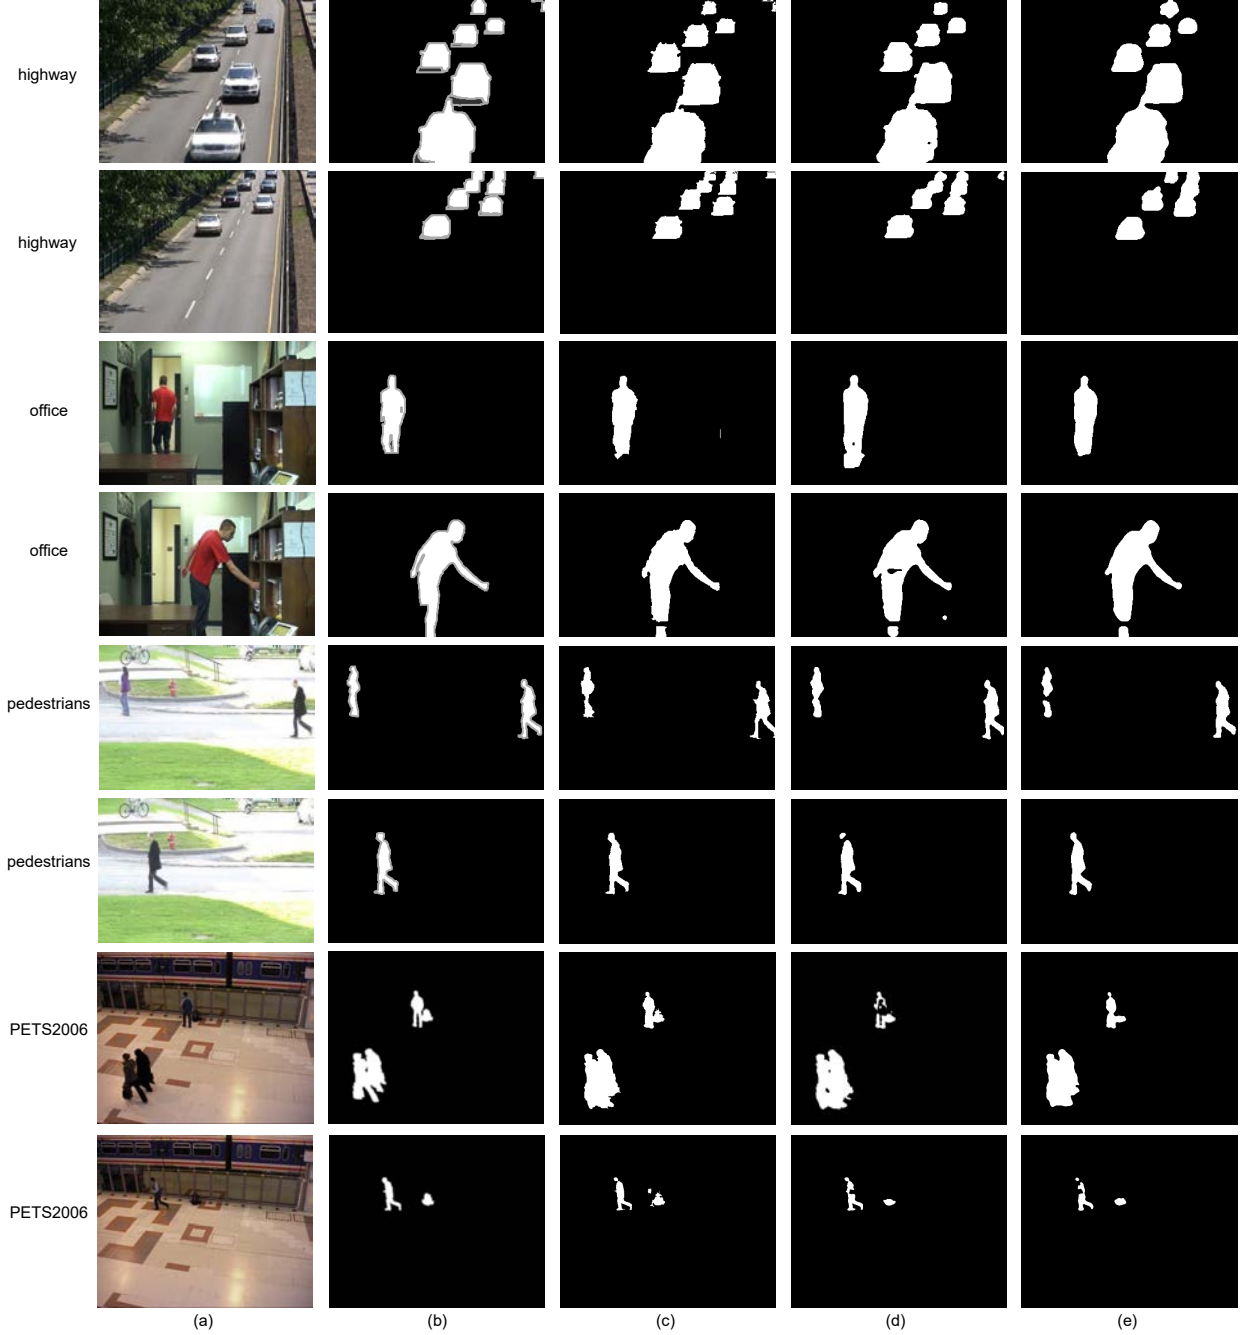 highway
highway
office
office
pedestrians
pedestrians
PETS2006
PETS2006
(a) (b) (c) (d) (e)